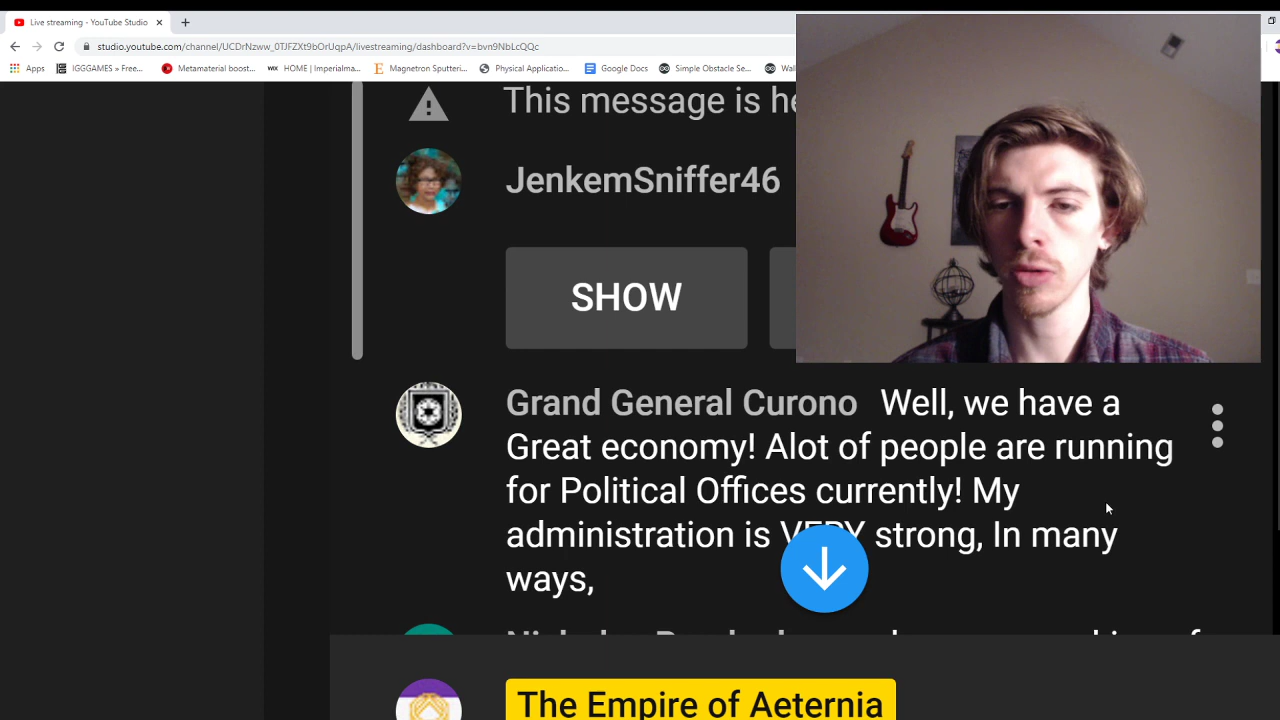 Live streaming - YouTube Studio
studio.youtube.com/channel/UCDrNzww_0TJFZXt9bOrUqpA/livestreaming/dashboard?v=bvn9NbLcQQc
Apps IGGGAMES » Free... Metamaterial boost... WIX HOME | Imperialma... Magnetron Sputteri... Physical Applicatio... Google Docs Simple Obstacle Se...
This message is he
JenkemSniffer46
SHOW
Grand General Curono Well, we have a
Great economy! Alot of people are running
for Political Offices currently! My
administration is VERY strong, In many
ways,
The Empire of Aeternia